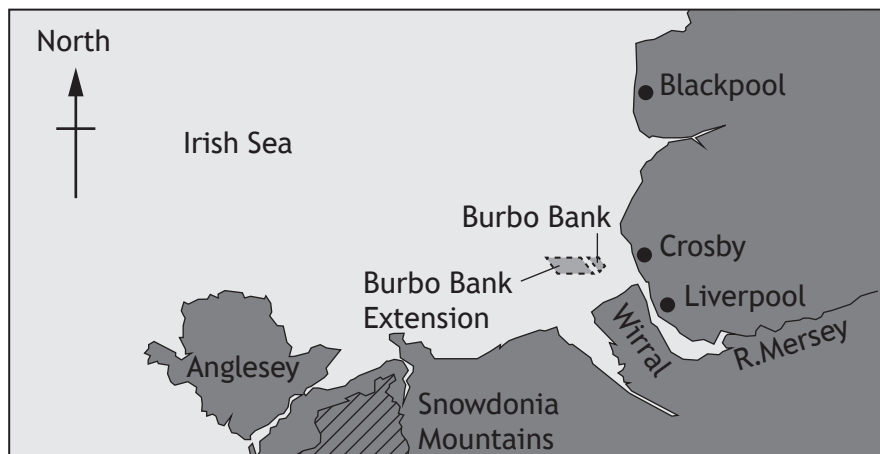 North
Blackpool
Irish Sea
Burbo Bank
Crosby
Burbo Bank
Extension
Liverpool
Wirral
R.Mersey
Anglesey
Snowdonia
Mountains